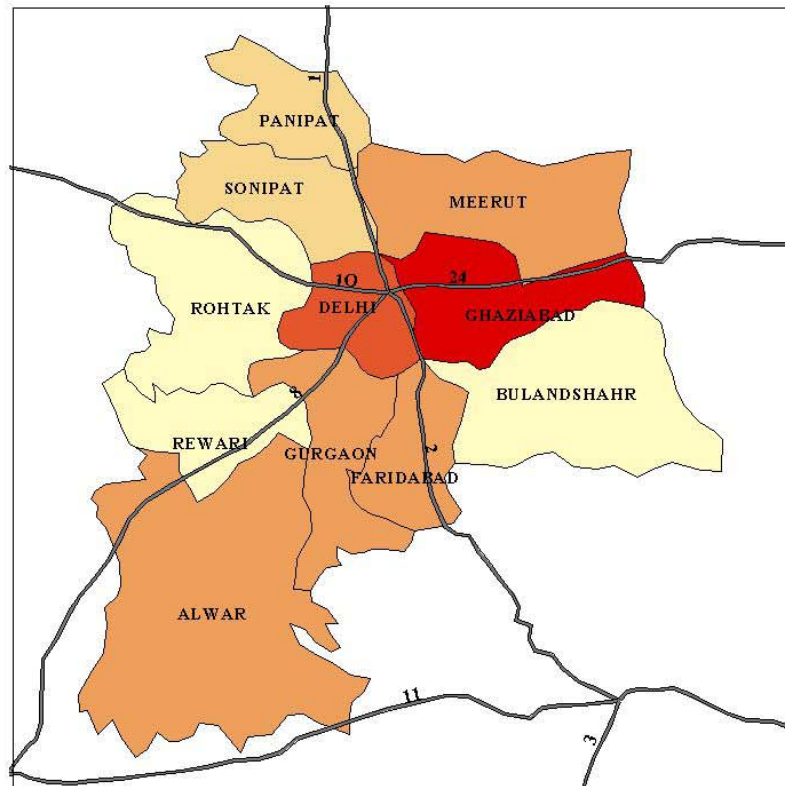 1
PANIPAT
SONIPAT
MEERUT
10
24
ROHTAK
DELHI
GHAZIABAD
8
BULANDSHAHR
REWARI
GURGAON
2
FARIDABAD
ALWAR
11
3